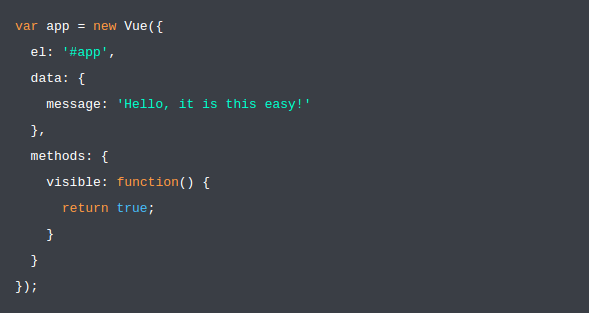 var app = new Vue({
  el: '#app',
  data: {
    message: 'Hello, it is this easy!'
  },
  methods: {
    visible: function() {
      return true;
    }
  }
});